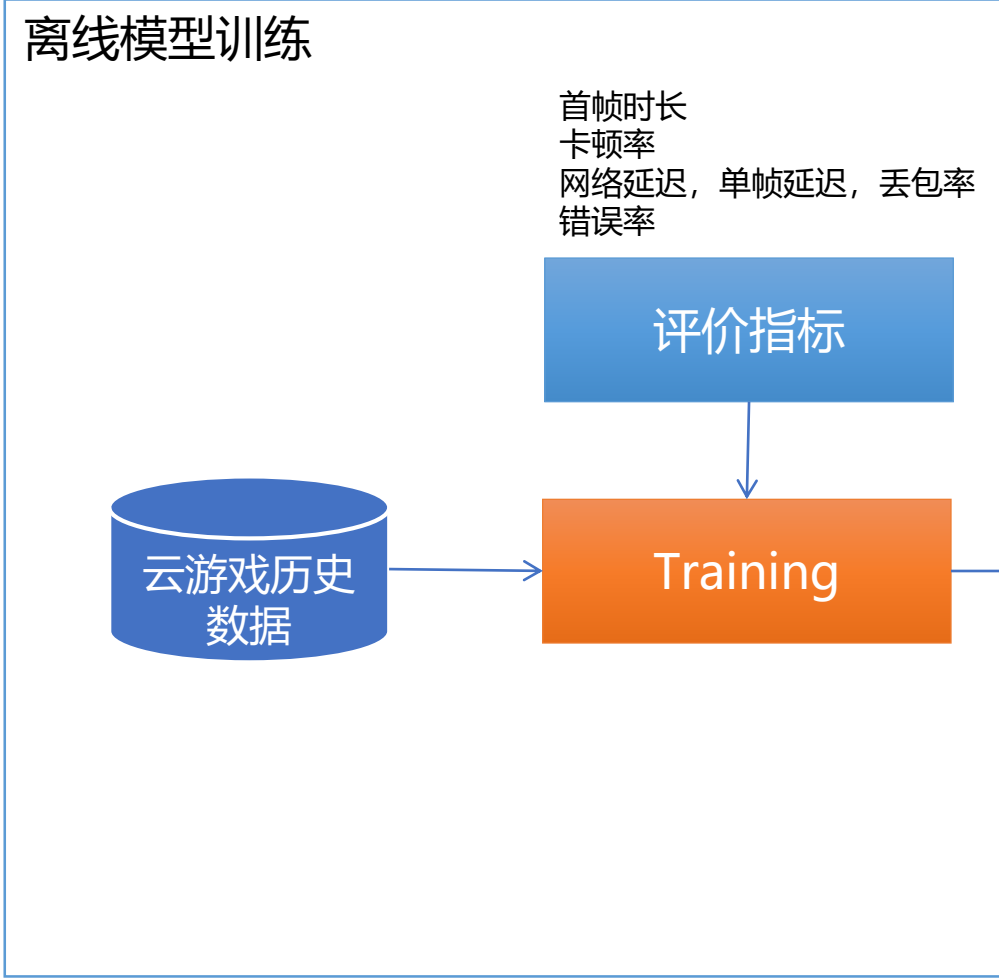 离线模型训练
首帧时长
卡顿率
网络延迟，单帧延迟，丢包率
错误率
评价指标
云游戏历史
数据
Training